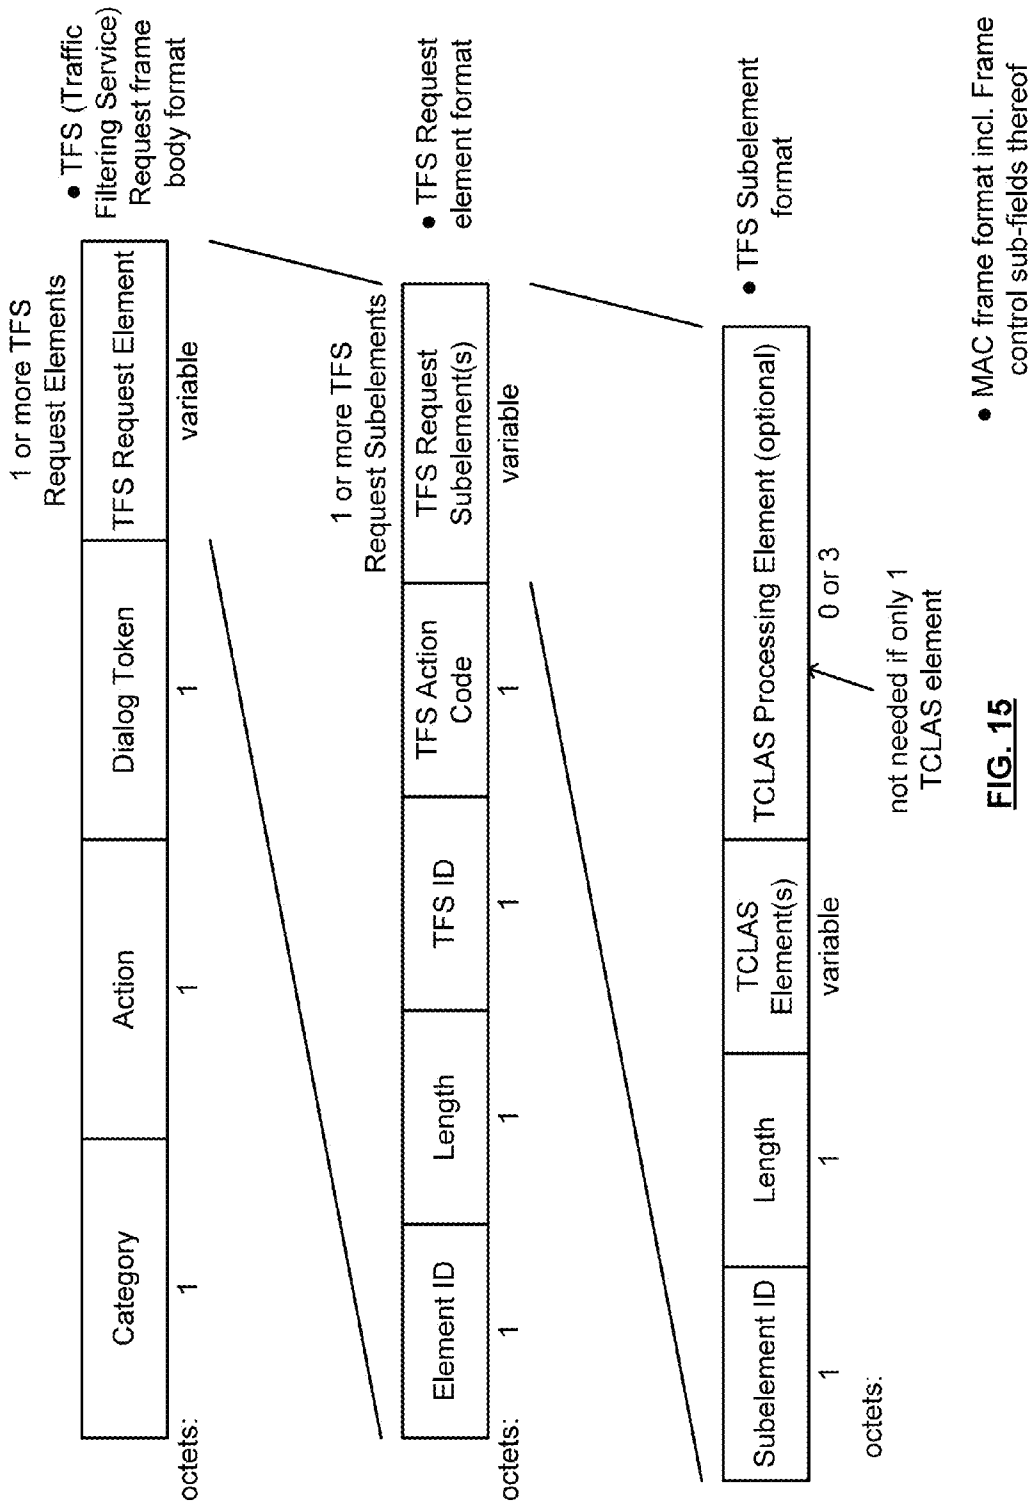 1 or more TFS
Request Elements
Category
Action
Dialog Token
TFS Request Element
octets:
1
1
1
variable
• TFS (Traffic
Filtering Service)
Request frame
body format
1 or more TFS
Request Subelements
Element ID
Length
TFS ID
TFS Action
Code
TFS Request
Subelement(s)
octets:
1
1
1
1
variable
• TFS Request
element format
Subelement ID
Length
TCLAS
Element(s)
TCLAS Processing Element (optional)
1
1
variable
0 or 3
octets:
• TFS Subelement
format
not needed if only 1
TCLAS element
FIG. 15
• MAC frame format incl. Frame
control sub-fields thereof